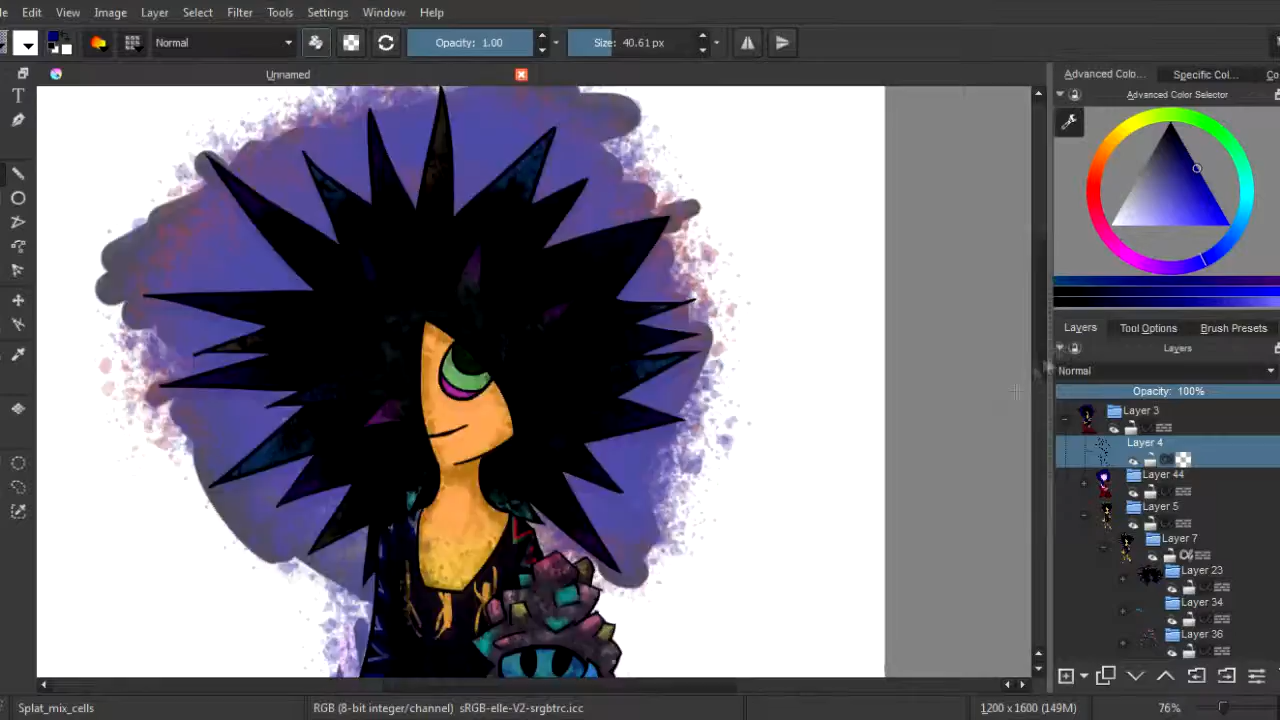 Edit View Image Layer Select Filter Tools Settings Window Help
Normal Opacity: 1.00 Size: 40.61 px
Unnamed
Advanced Colo... Specific Col... Co
Advanced Color Selector
Layers Tool Options Brush Presets
Layers
Normal
Opacity: 100%
Layer 3
Layer 4
Layer 44
Layer 5
Layer 7
Layer 23
Layer 34
Layer 36
Splat_mix_cells RGB (8-bit integer/channel) sRGB-elle-V2-srgbtrc.icc 1200 x 1600 (149M) 76%